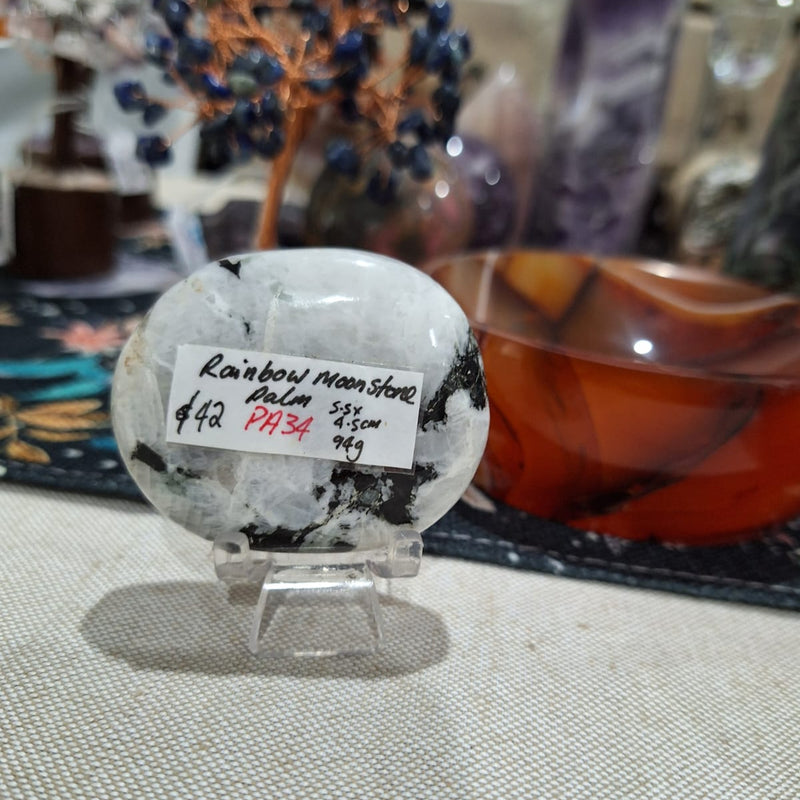 Rainbow Moonstone
Palm
$42
PA34
5.5x
4.5cm
94g